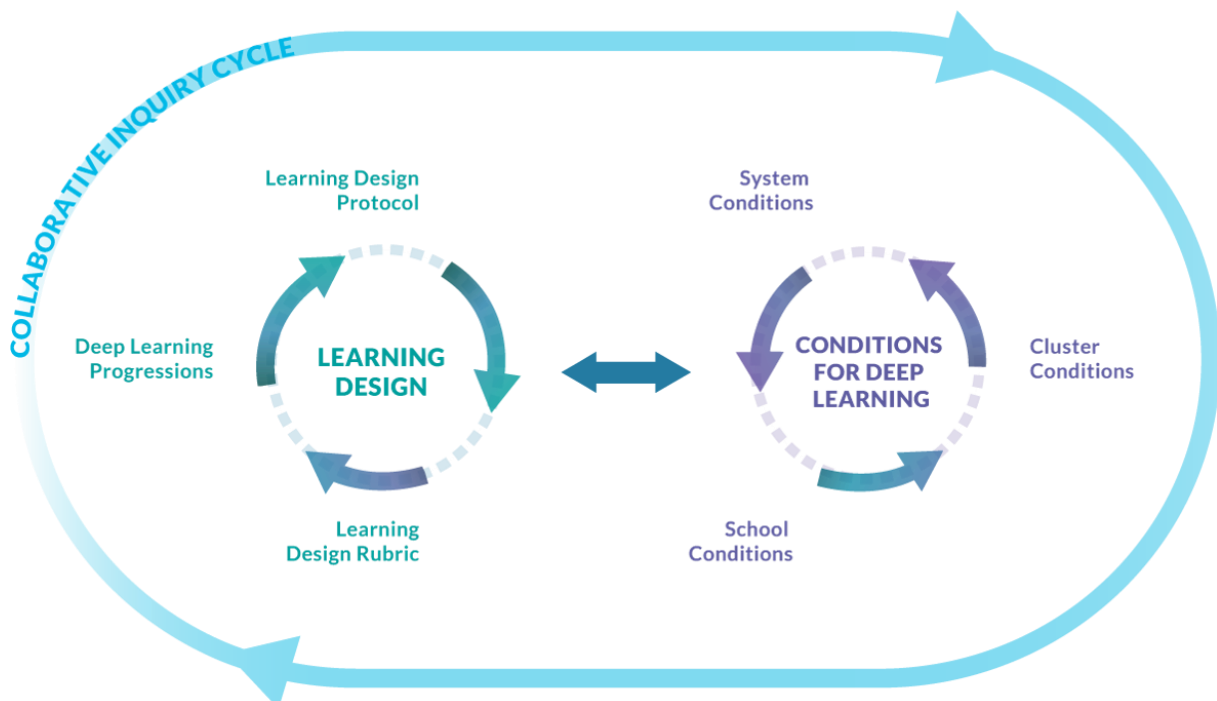 COLLABORATIVE INQUIRY CYCLE
Learning Design
Protocol
Deep Learning
Progressions
LEARNING
DESIGN
Learning
Design Rubric
System
Conditions
CONDITIONS
FOR DEEP
LEARNING
Cluster
Conditions
School
Conditions